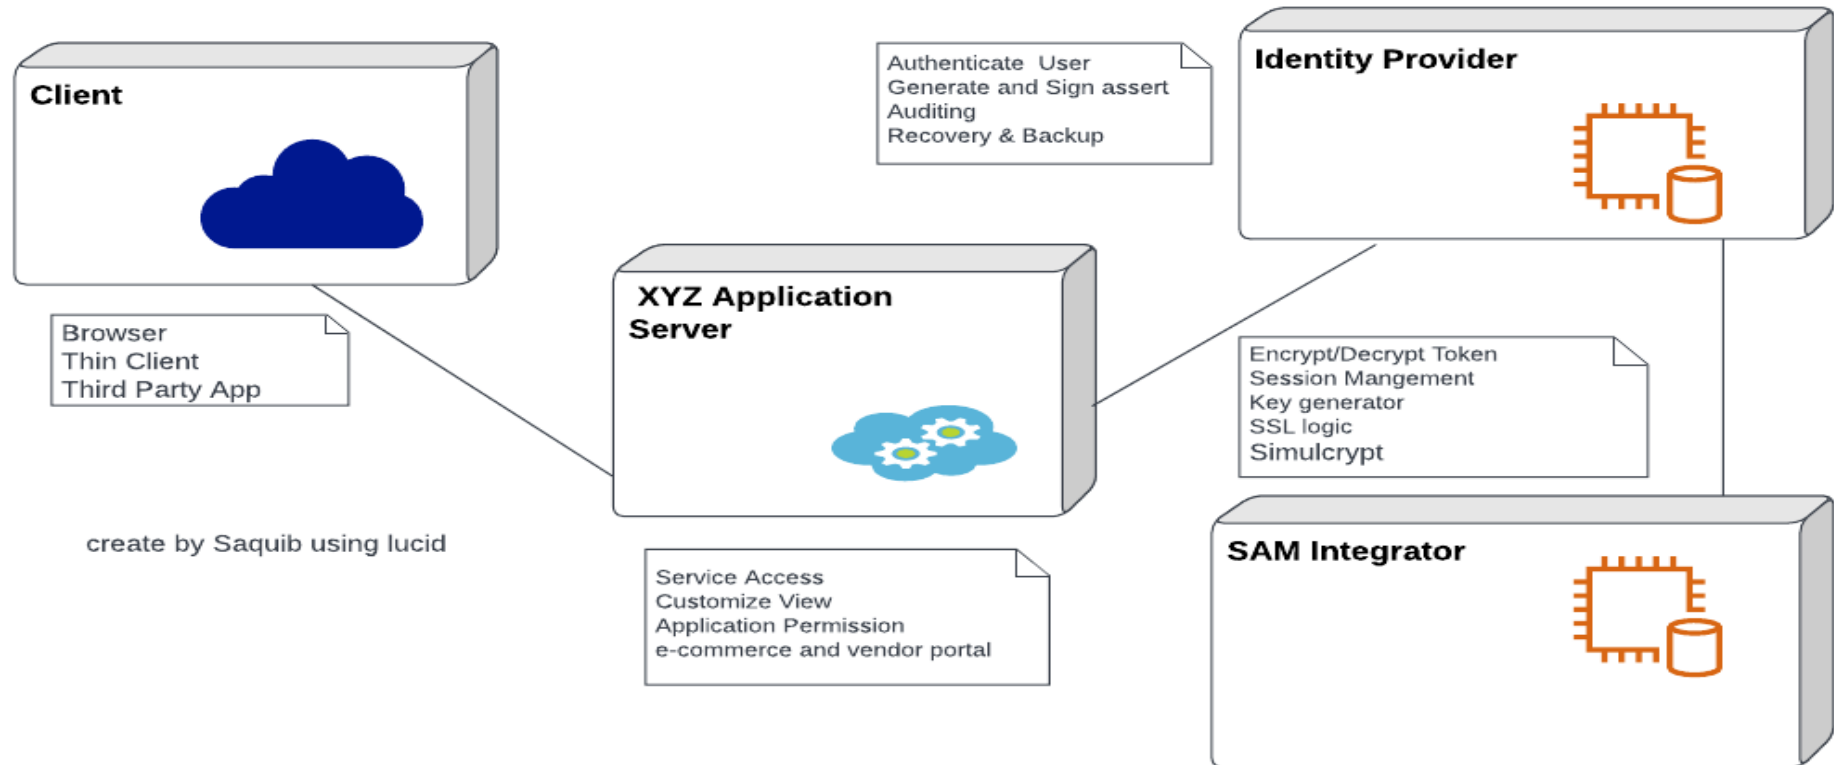 Client
Browser
Thin Client
Third Party App
create by Saquib using lucid
XYZ Application
Server
Service Access
Customize View
Application Permission
e-commerce and vendor portal
Authenticate User
Generate and Sign assert
Auditing
Recovery & Backup
Identity Provider
Encrypt/Decrypt Token
Session Mangement
Key generator
SSL logic
Simulcrypt
SAM Integrator